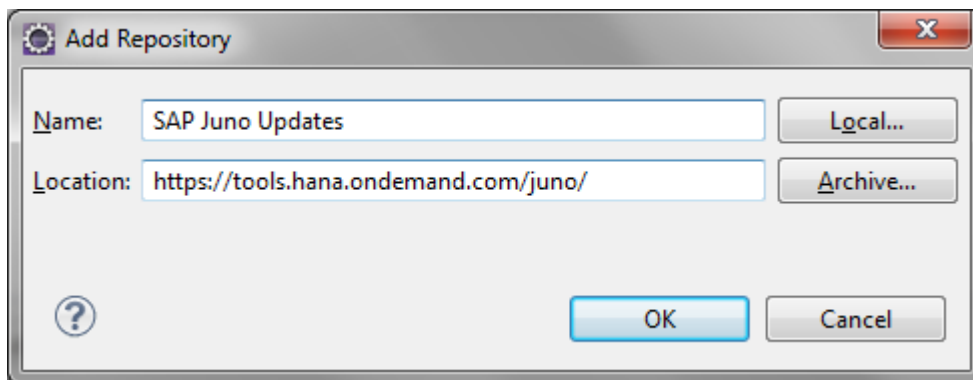 Add Repository
Name: SAP Juno Updates Local...
Location: https://tools.hana.ondemand.com/juno/ Archive...
? OK Cancel